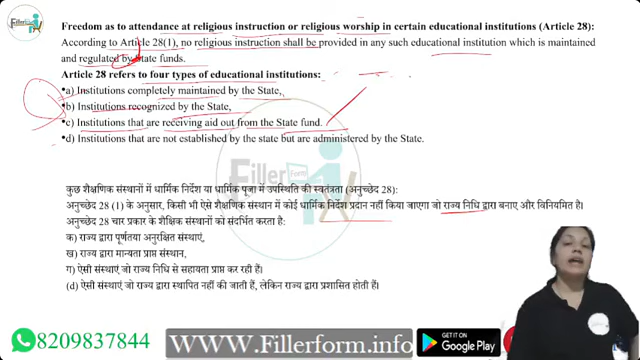 Filler
Form
Freedom as to attendance at religious instruction or religious worship in certain educational institutions (Article 28):
According to Article 28(1), no religious instruction shall be provided in any such educational institution which is maintained
and regulated by State funds.
Article 28 refers to four types of educational institutions:
•a) Institutions completely maintained by the State,
•b) Institutions recognized by the State,
•c) Institutions that are receiving aid out from the State fund.
•d) Institutions that are not established by the state but are administered by the State.
Filler
Form
कुछ शैक्षणिक संस्थानों में धार्मिक निर्देश या धार्मिक पूजा में उपस्थिति की स्वतंत्रता (अनुच्छेद 28):
अनुच्छेद 28 (1) के अनुसार, किसी भी ऐसे शैक्षणिक संस्थान में कोई धार्मिक निर्देश प्रदान नहीं किया जाएगा जो राज्य निधि द्वारा बनाए और विनियमित है।
अनुच्छेद 28 चार प्रकार के शैक्षिक संस्थानों को संदर्भित करता है:
क) राज्य द्वारा पूर्णतया अनुरक्षित संस्थाएं,
ख) राज्य द्वारा मान्यता प्राप्त संस्थान,
ग) ऐसी संस्थाएं जो राज्य निधि से सहायता प्राप्त कर रही हैं।
(d) ऐसी संस्थाएं जो राज्य द्वारा स्थापित नहीं की जाती हैं, लेकिन राज्य द्वारा प्रशासित होती हैं।
8209837844
www.Fillerform.info
GET IT ON
Google Play